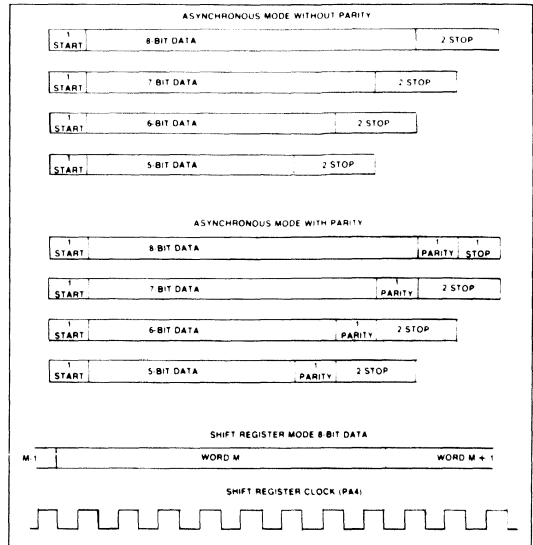 ASYNCHRONOUS MODE WITHOUT PARITY
1 START 8-BIT DATA 2 STOP
1 START 7 BIT DATA 2 STOP
1 START 6-BIT DATA 2 STOP
1 START 5-BIT DATA 2 STOP
ASYNCHRONOUS MODE WITH PARITY
1 START 8-BIT DATA 1 PARITY 1 STOP
1 START 7 BIT DATA 1 PARITY 2 STOP
1 START 6-BIT DATA 1 PARITY 2 STOP
1 START 5-BIT DATA 1 PARITY 2 STOP
SHIFT REGISTER MODE 8-BIT DATA
M-1 WORD M WORD M + 1
SHIFT REGISTER CLOCK (PA4)